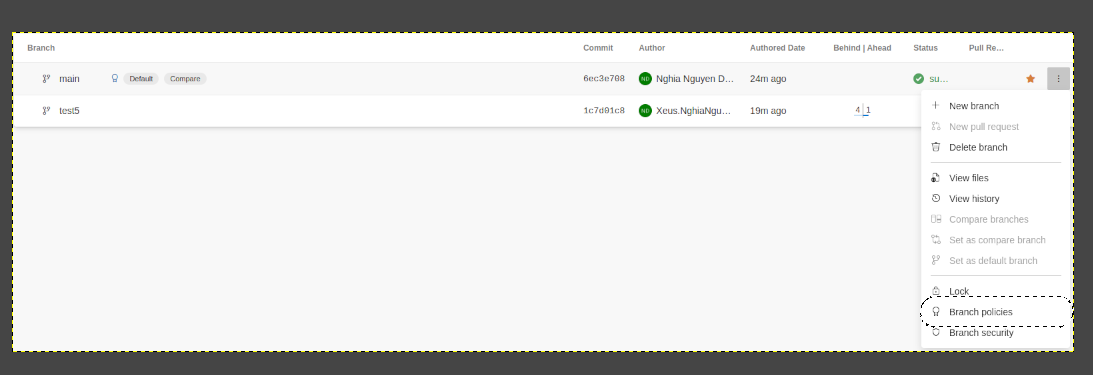 Branch Commit Author Authored Date Behind | Ahead Status Pull Re...
main Default Compare 6ec3e708 Nghia Nguyen D... 24m ago su...
test5 1c7d01c8 Xeus.NghiaNgu... 19m ago 4 1
New branch
New pull request
Delete branch
View files
View history
Compare branches
Set as compare branch
Set as default branch
Lock
Branch policies
Branch security